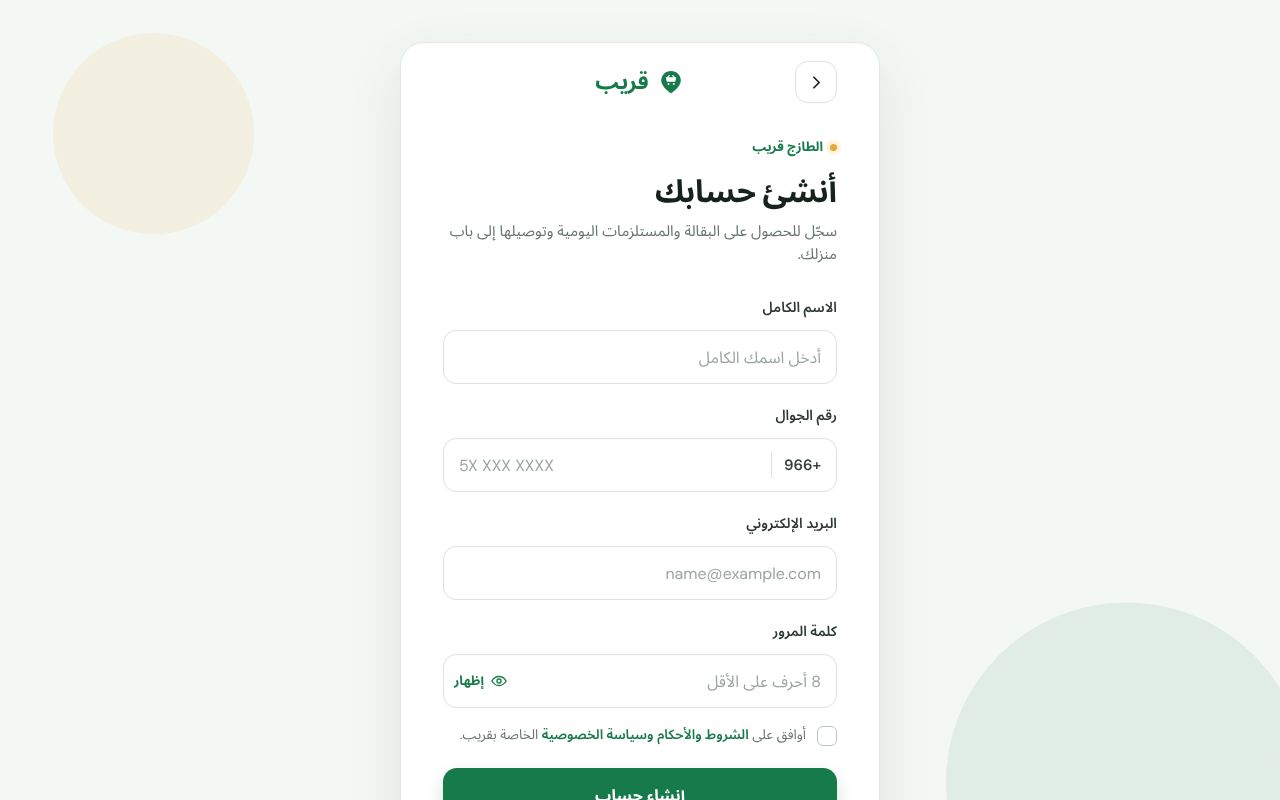 قريب
الطازج قريب
أنشئ حسابك
سجّل للحصول على البقالة والمستلزمات اليومية وتوصيلها إلى باب
منزلك.
الاسم الكامل
أدخل اسمك الكامل
رقم الجوال
966+
5X XXX XXXX
البريد الإلكتروني
name@example.com
كلمة المرور
8 أحرف على الأقل
إظهار
أوافق على الشروط والأحكام وسياسة الخصوصية الخاصة بقريب.
إنشاء حساب